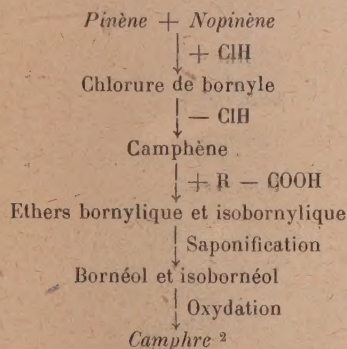 Pinène + Nopinène
+ ClH
Chlorure de bornyle
— ClH
Camphène
+ R — COOH
Ethers bornylique et isobornylique
Saponification
Bornéol et isobornéol
Oxydation
Camphre ²